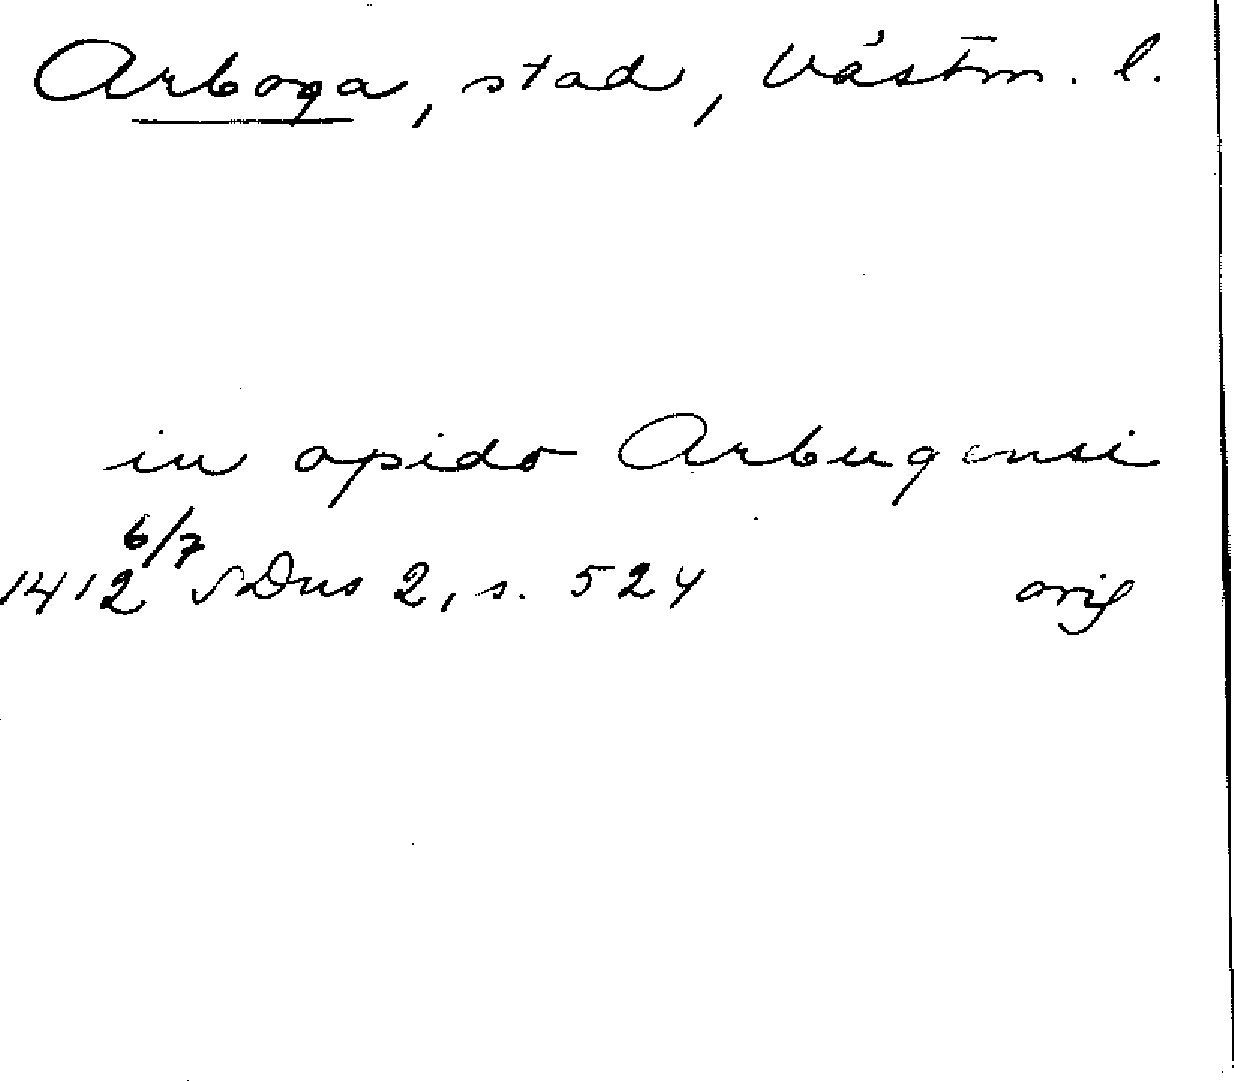 Arboga, stad, Västm. l.
in opido Arbugensi
1412 6/7 SDns 2, s. 524 orig